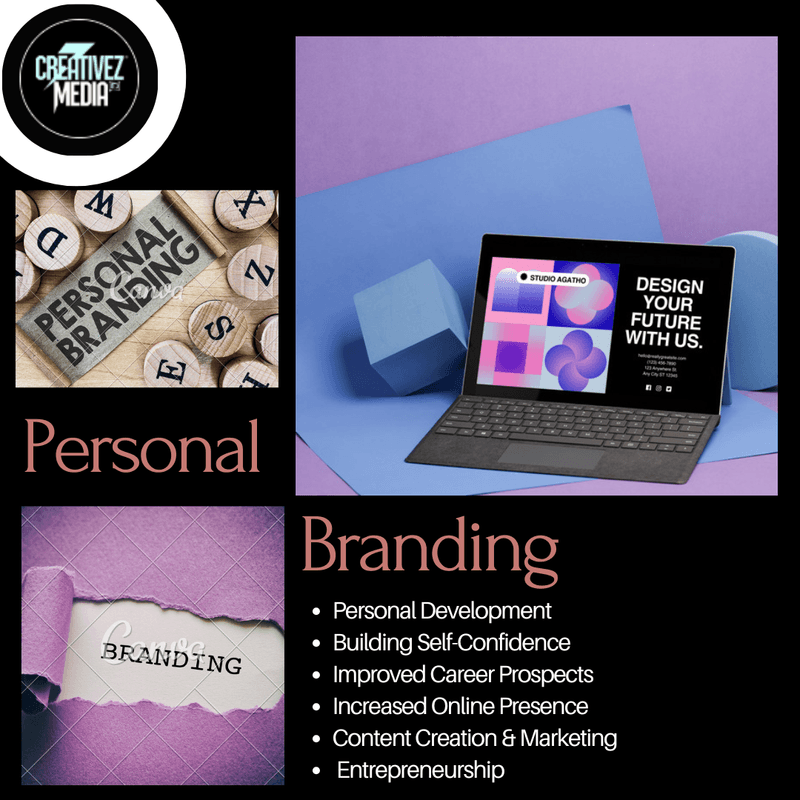 CREATIVEZ
MEDIA
W
D
X
Z
S
E
H
PERSONAL
BRANDING
Canva
STUDIO AGATHO
DESIGN
YOUR
FUTURE
WITH US.
hello@reallygreatsite.com
(123) 456-7890
123 Anywhere St.
Any City ST 12345
Personal
Canva
BRANDING
Branding
• Personal Development
• Building Self-Confidence
• Improved Career Prospects
• Increased Online Presence
• Content Creation & Marketing
• Entrepreneurship